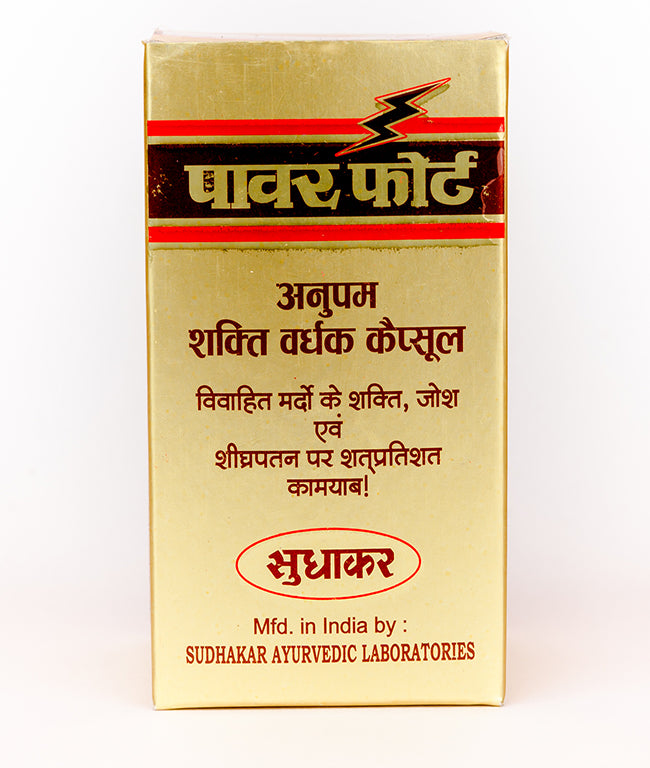 पावर फोर्ट
अनुपम
शक्ति वर्धक कैप्सूल
विवाहित मर्दो के शक्ति, जोश
एवं
शीघ्रपतन पर शत्‌प्रतिशत
कामयाब!
सुधाकर
Mfd. in India by :
SUDHAKAR AYURVEDIC LABORATORIES